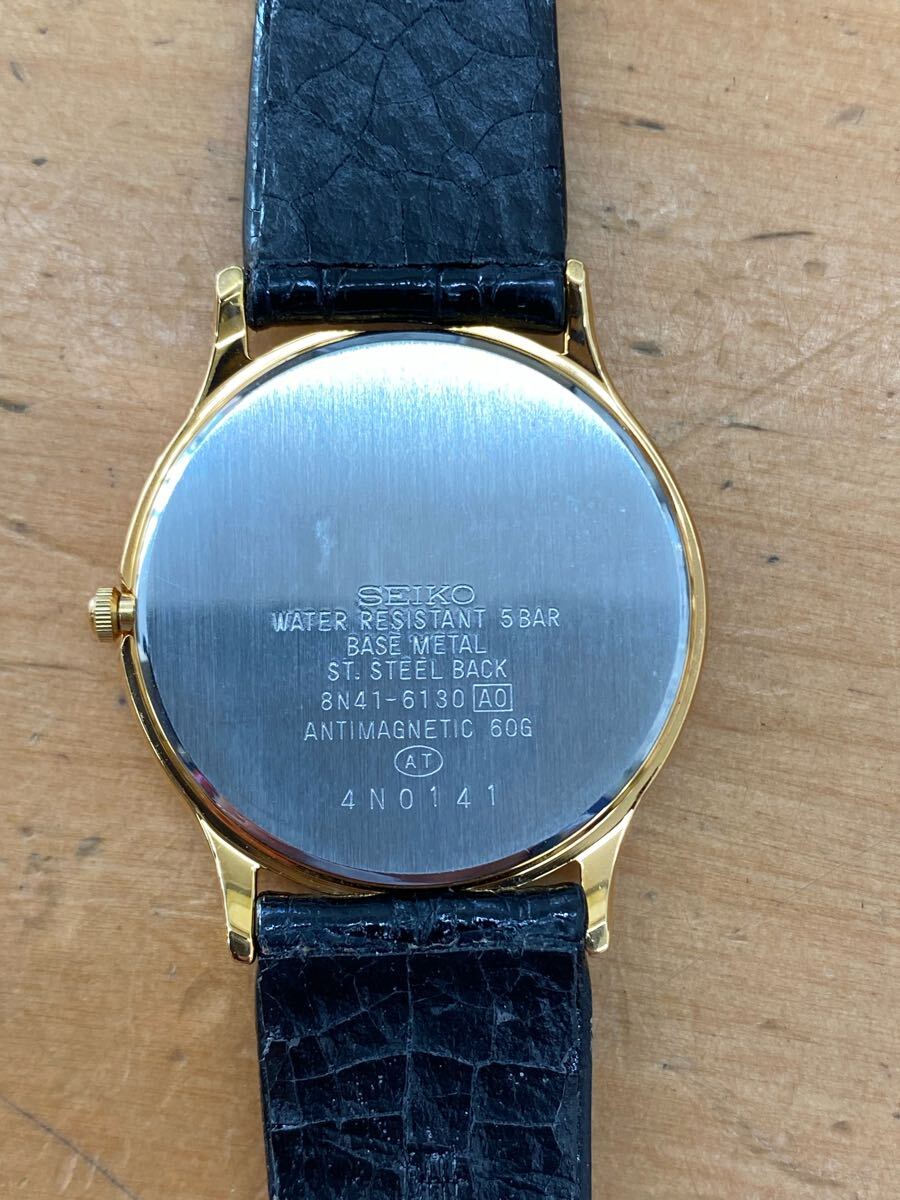 SEIKO
WATER RESISTANT 5BAR
BASE METAL
ST. STEEL BACK
8N41-6130 A0
ANTIMAGNETIC 60G
AT
4N0141